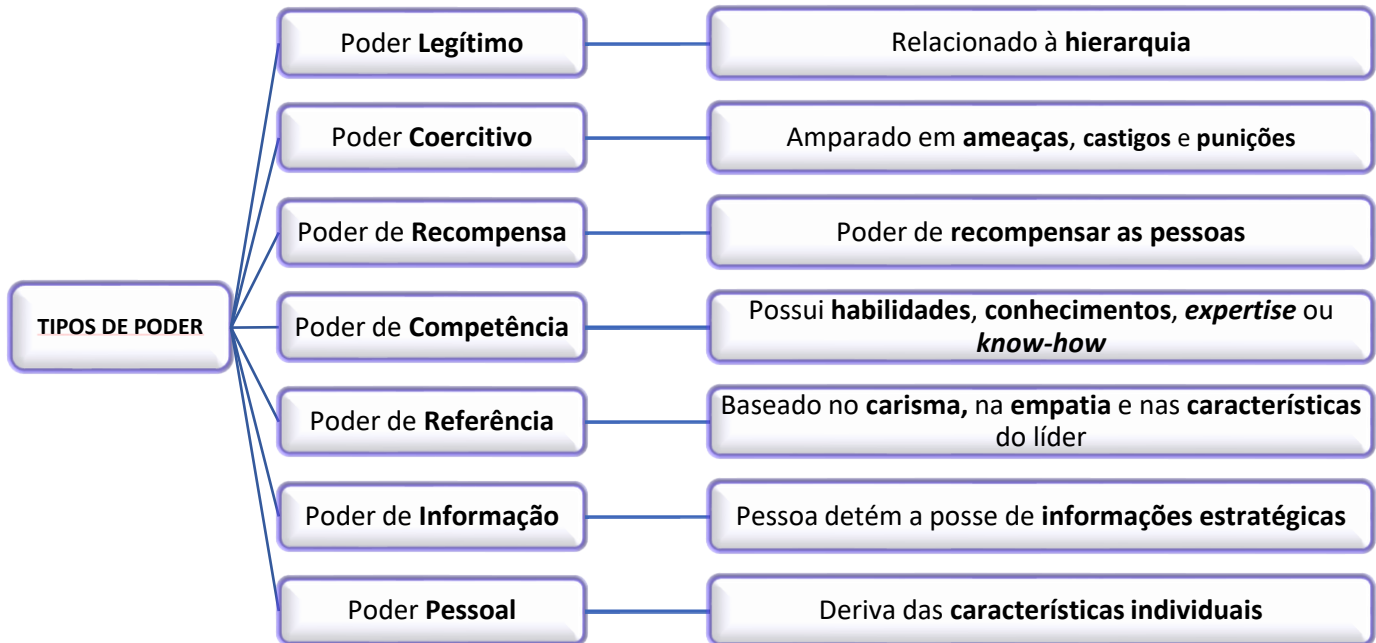 Poder Legítimo
Relacionado à hierarquia
Poder Coercitivo
Amparado em ameaças, castigos e punições
Poder de Recompensa
Poder de recompensar as pessoas
TIPOS DE PODER
Poder de Competência
Possui habilidades, conhecimentos, expertise ou
know-how
Poder de Referência
Baseado no carisma, na empatia e nas características
do líder
Poder de Informação
Pessoa detém a posse de informações estratégicas
Poder Pessoal
Deriva das características individuais